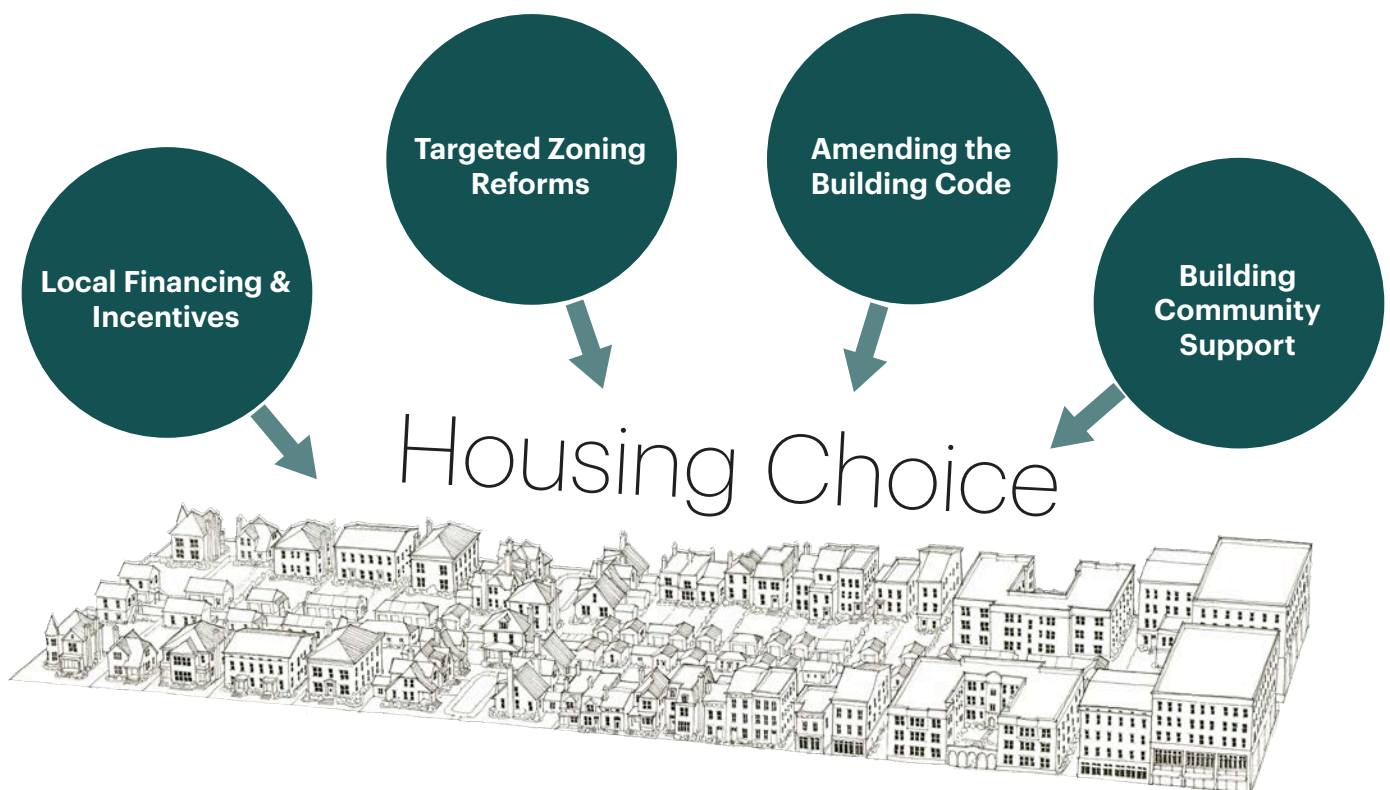 Local Financing &
Incentives
Targeted Zoning
Reforms
Amending the
Building Code
Building
Community
Support
Housing Choice